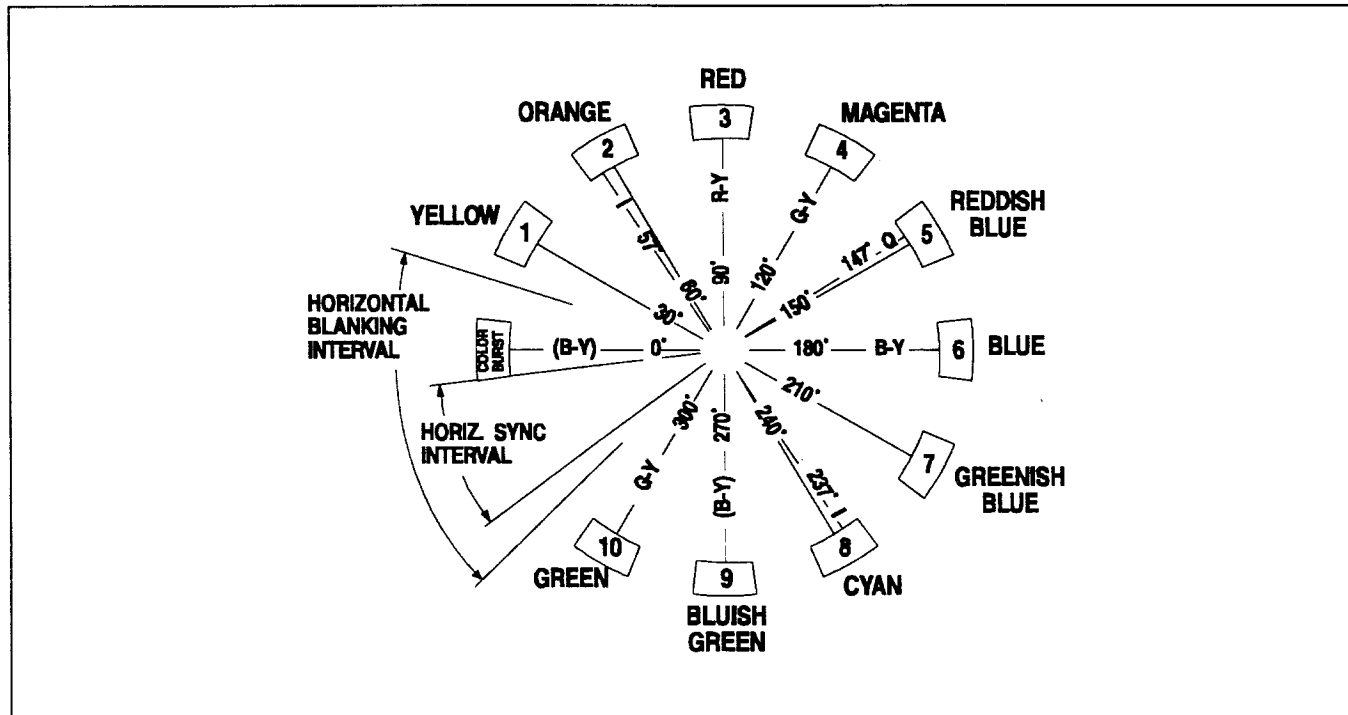 RED
3
R-Y
90°
ORANGE
2
I
57°
60°
MAGENTA
4
G-Y
120°
YELLOW
1
30°
REDDISH
BLUE
5
Q
147°
150°
HORIZONTAL
BLANKING
INTERVAL
COLOR
BURST
(B-Y)
0°
180°
B-Y
6
BLUE
HORIZ. SYNC
INTERVAL
210°
7
GREENISH
BLUE
300°
G-Y
10
GREEN
270°
(B-Y)
9
BLUISH
GREEN
240°
237°
I
8
CYAN